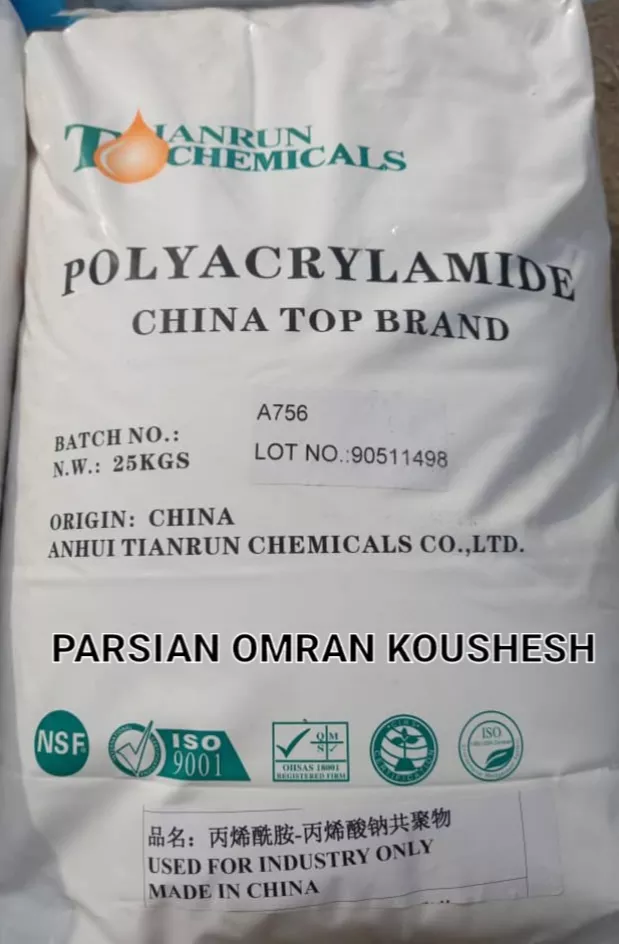 TIANRUN
CHEMICALS
POLYACRYLAMIDE
CHINA TOP BRAND
A756
BATCH NO.:
LOT NO.:90511498
N.W.: 25KGS
ORIGIN: CHINA
ANHUI TIANRUN CHEMICALS CO.,LTD.
PARSIAN OMRAN KOUSHESH
NSF
ISO
9001
QM
S
OHSAS 18001
REGISTERED FIRM
CERTIFICATION
ISO
品名：丙烯酰胺-丙烯酸钠共聚物
USED FOR INDUSTRY ONLY
MADE IN CHINA